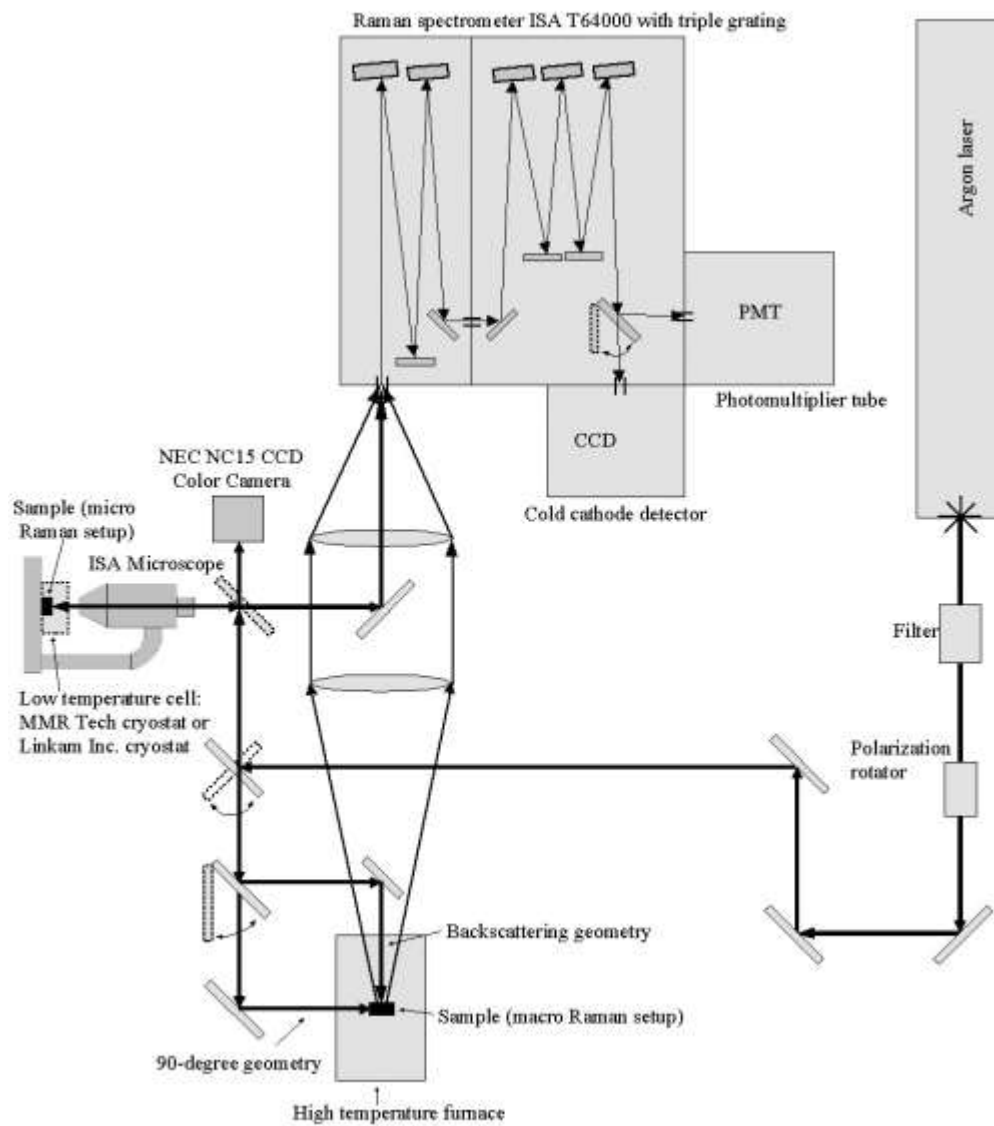 Raman spectrometer ISA T64000 with triple grating
Argon laser
PMT
Photomultiplier tube
CCD
Cold cathode detector
NEC NC15 CCD
Color Camera
Sample (micro
Raman setup)
ISA Microscope
Filter
Low temperature cell:
MMR Tech cryostat or
Linkam Inc. cryostat
Polarization
rotator
Backscattering geometry
Sample (macro Raman setup)
90-degree geometry
High temperature furnace